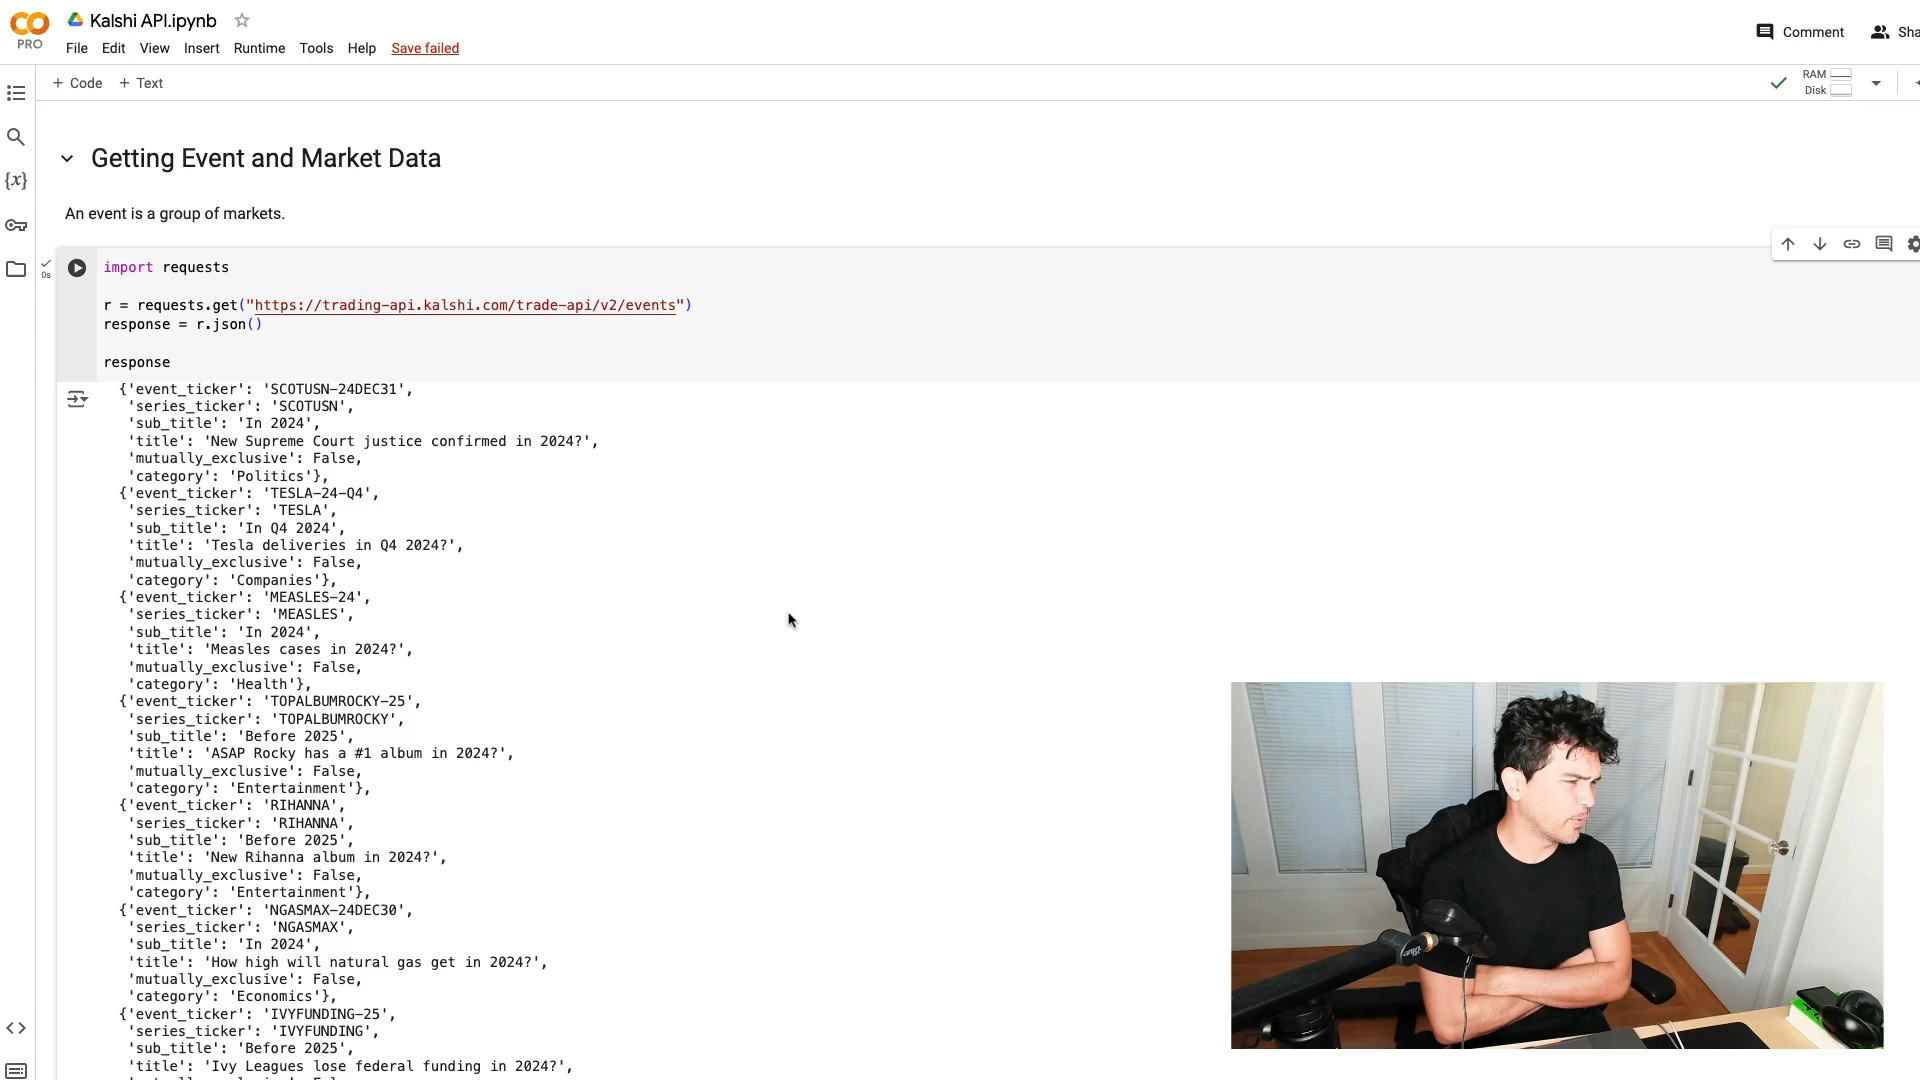 Kalshi API.ipynb
PRO
File Edit View Insert Runtime Tools Help Save failed
Comment
+ Code + Text
RAM
Disk
Getting Event and Market Data
An event is a group of markets.
{x}
0s
import requests
r = requests.get("https://trading-api.kalshi.com/trade-api/v2/events")
response = r.json()
response
{'event_ticker': 'SCOTUSN-24DEC31',
'series_ticker': 'SCOTUSN',
'sub_title': 'In 2024',
'title': 'New Supreme Court justice confirmed in 2024?',
'mutually_exclusive': False,
'category': 'Politics'},
{'event_ticker': 'TESLA-24-Q4',
'series_ticker': 'TESLA',
'sub_title': 'In Q4 2024',
'title': 'Tesla deliveries in Q4 2024?',
'mutually_exclusive': False,
'category': 'Companies'},
{'event_ticker': 'MEASLES-24',
'series_ticker': 'MEASLES',
'sub_title': 'In 2024',
'title': 'Measles cases in 2024?',
'mutually_exclusive': False,
'category': 'Health'},
{'event_ticker': 'TOPALBUMROCKY-25',
'series_ticker': 'TOPALBUMROCKY',
'sub_title': 'Before 2025',
'title': 'ASAP Rocky has a #1 album in 2024?',
'mutually_exclusive': False,
'category': 'Entertainment'},
{'event_ticker': 'RIHANNA',
'series_ticker': 'RIHANNA',
'sub_title': 'Before 2025',
'title': 'New Rihanna album in 2024?',
'mutually_exclusive': False,
'category': 'Entertainment'},
{'event_ticker': 'NGASMAX-24DEC30',
'series_ticker': 'NGASMAX',
'sub_title': 'In 2024',
'title': 'How high will natural gas get in 2024?',
'mutually_exclusive': False,
'category': 'Economics'},
{'event_ticker': 'IVYFUNDING-25',
'series_ticker': 'IVYFUNDING',
'sub_title': 'Before 2025',
'title': 'Ivy Leagues lose federal funding in 2024?',